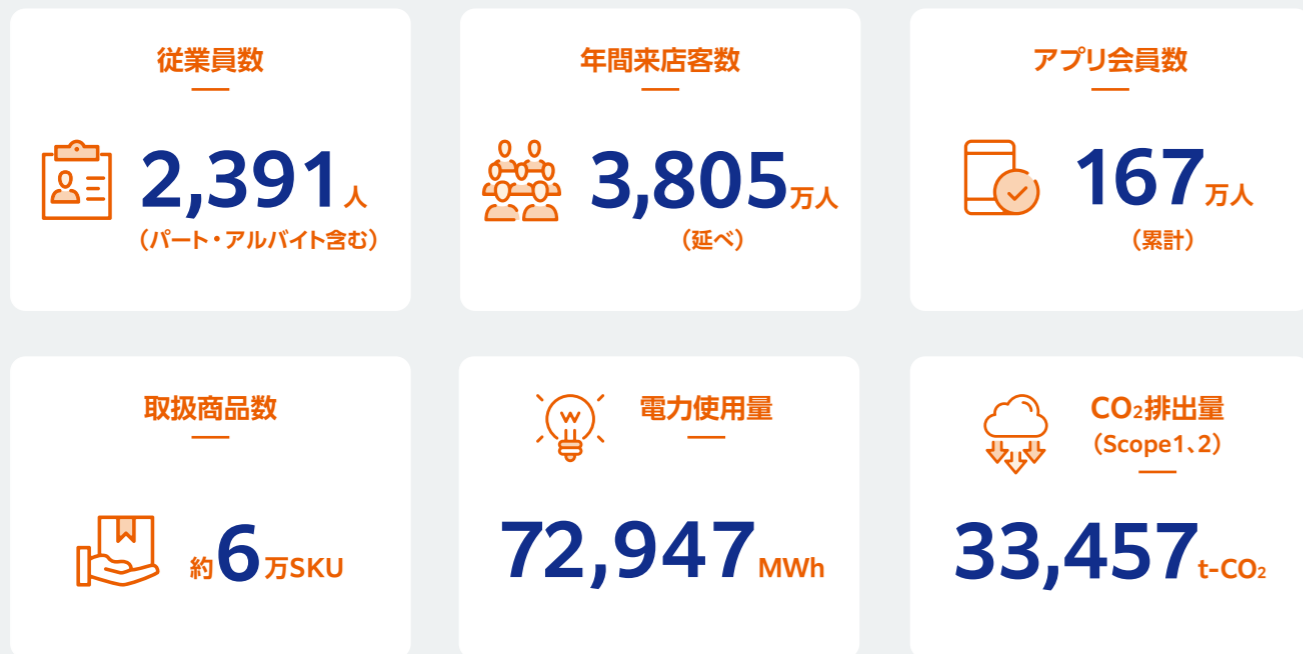 従業員数
2,391人
（パート・アルバイト含む）
年間来店客数
3,805万人
（延べ）
アプリ会員数
167万人
（累計）
取扱商品数
約6万SKU
電力使用量
72,947MWh
CO₂排出量
（Scope1、2）
33,457t-CO₂